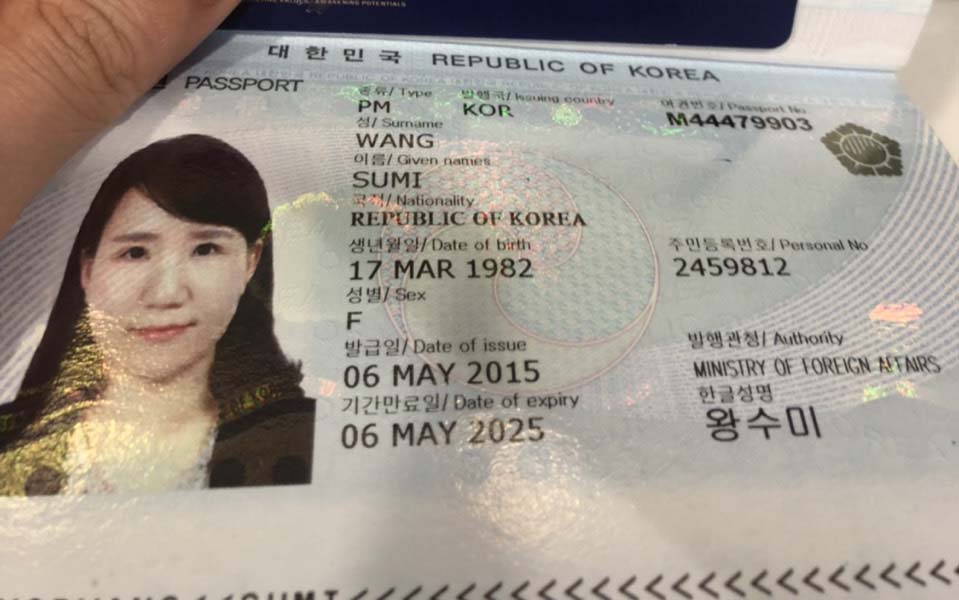 AWAKENING POTENTIALS
대한민국 REPUBLIC OF KOREA
PASSPORT
종류/ Type 발행국/ Issuing country 여권번호/ Passport No
PM KOR M44479903
성/ Surname
WANG
이름/ Given names
SUMI
국적/ Nationality
REPUBLIC OF KOREA
생년월일/ Date of birth 주민등록번호/ Personal No
17 MAR 1982 2459812
성별/ Sex
F
발급일/ Date of issue 발행관청/ Authority
06 MAY 2015 MINISTRY OF FOREIGN AFFAIRS
기간만료일/ Date of expiry 한글성명
06 MAY 2025 왕수미